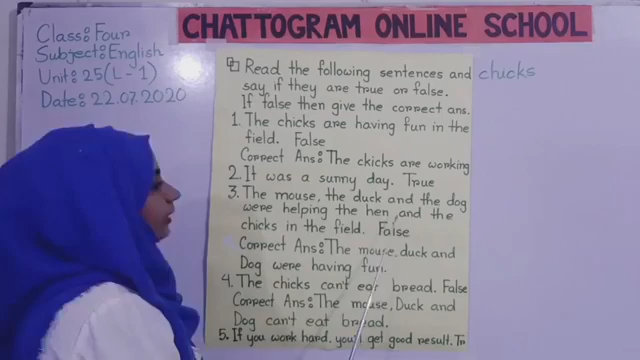 CHATTOGRAM ONLINE SCHOOL
Class: Four
Subject: English
Unit: 25(L-1)
Date: 22.07.2020
Read the following sentences and chicks
say if they are true or false.
If false then give the correct ans.
1. The chicks are having fun in the
field. False
Correct Ans: The ckicks are working
2. It was a sunny day. True
3. The mouse, the duck and the dog
were helping the hen, and the
chicks in the field. False
Correct Ans: The mouse, duck and
Dog were having fun.
4. The chicks can't eat bread. False
Correct Ans: The mouse, Duck and
Dog can't eat bread.
5. If you work hard, you'll get good result. Tr